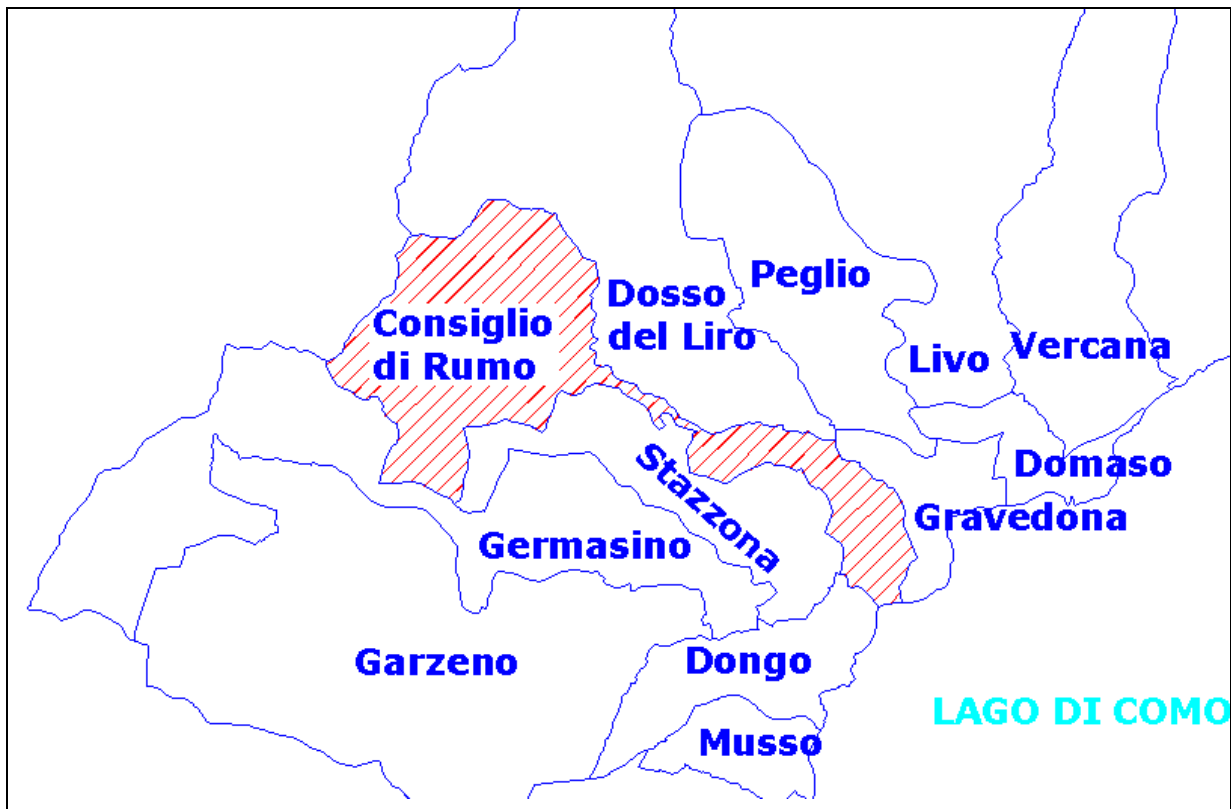 Peglio
Dosso
del Liro
Consiglio
di Rumo
Livo
Vercana
Domaso
Stazzona
Gravedona
Germasino
Garzeno
Dongo
LAGO DI COMO
Musso